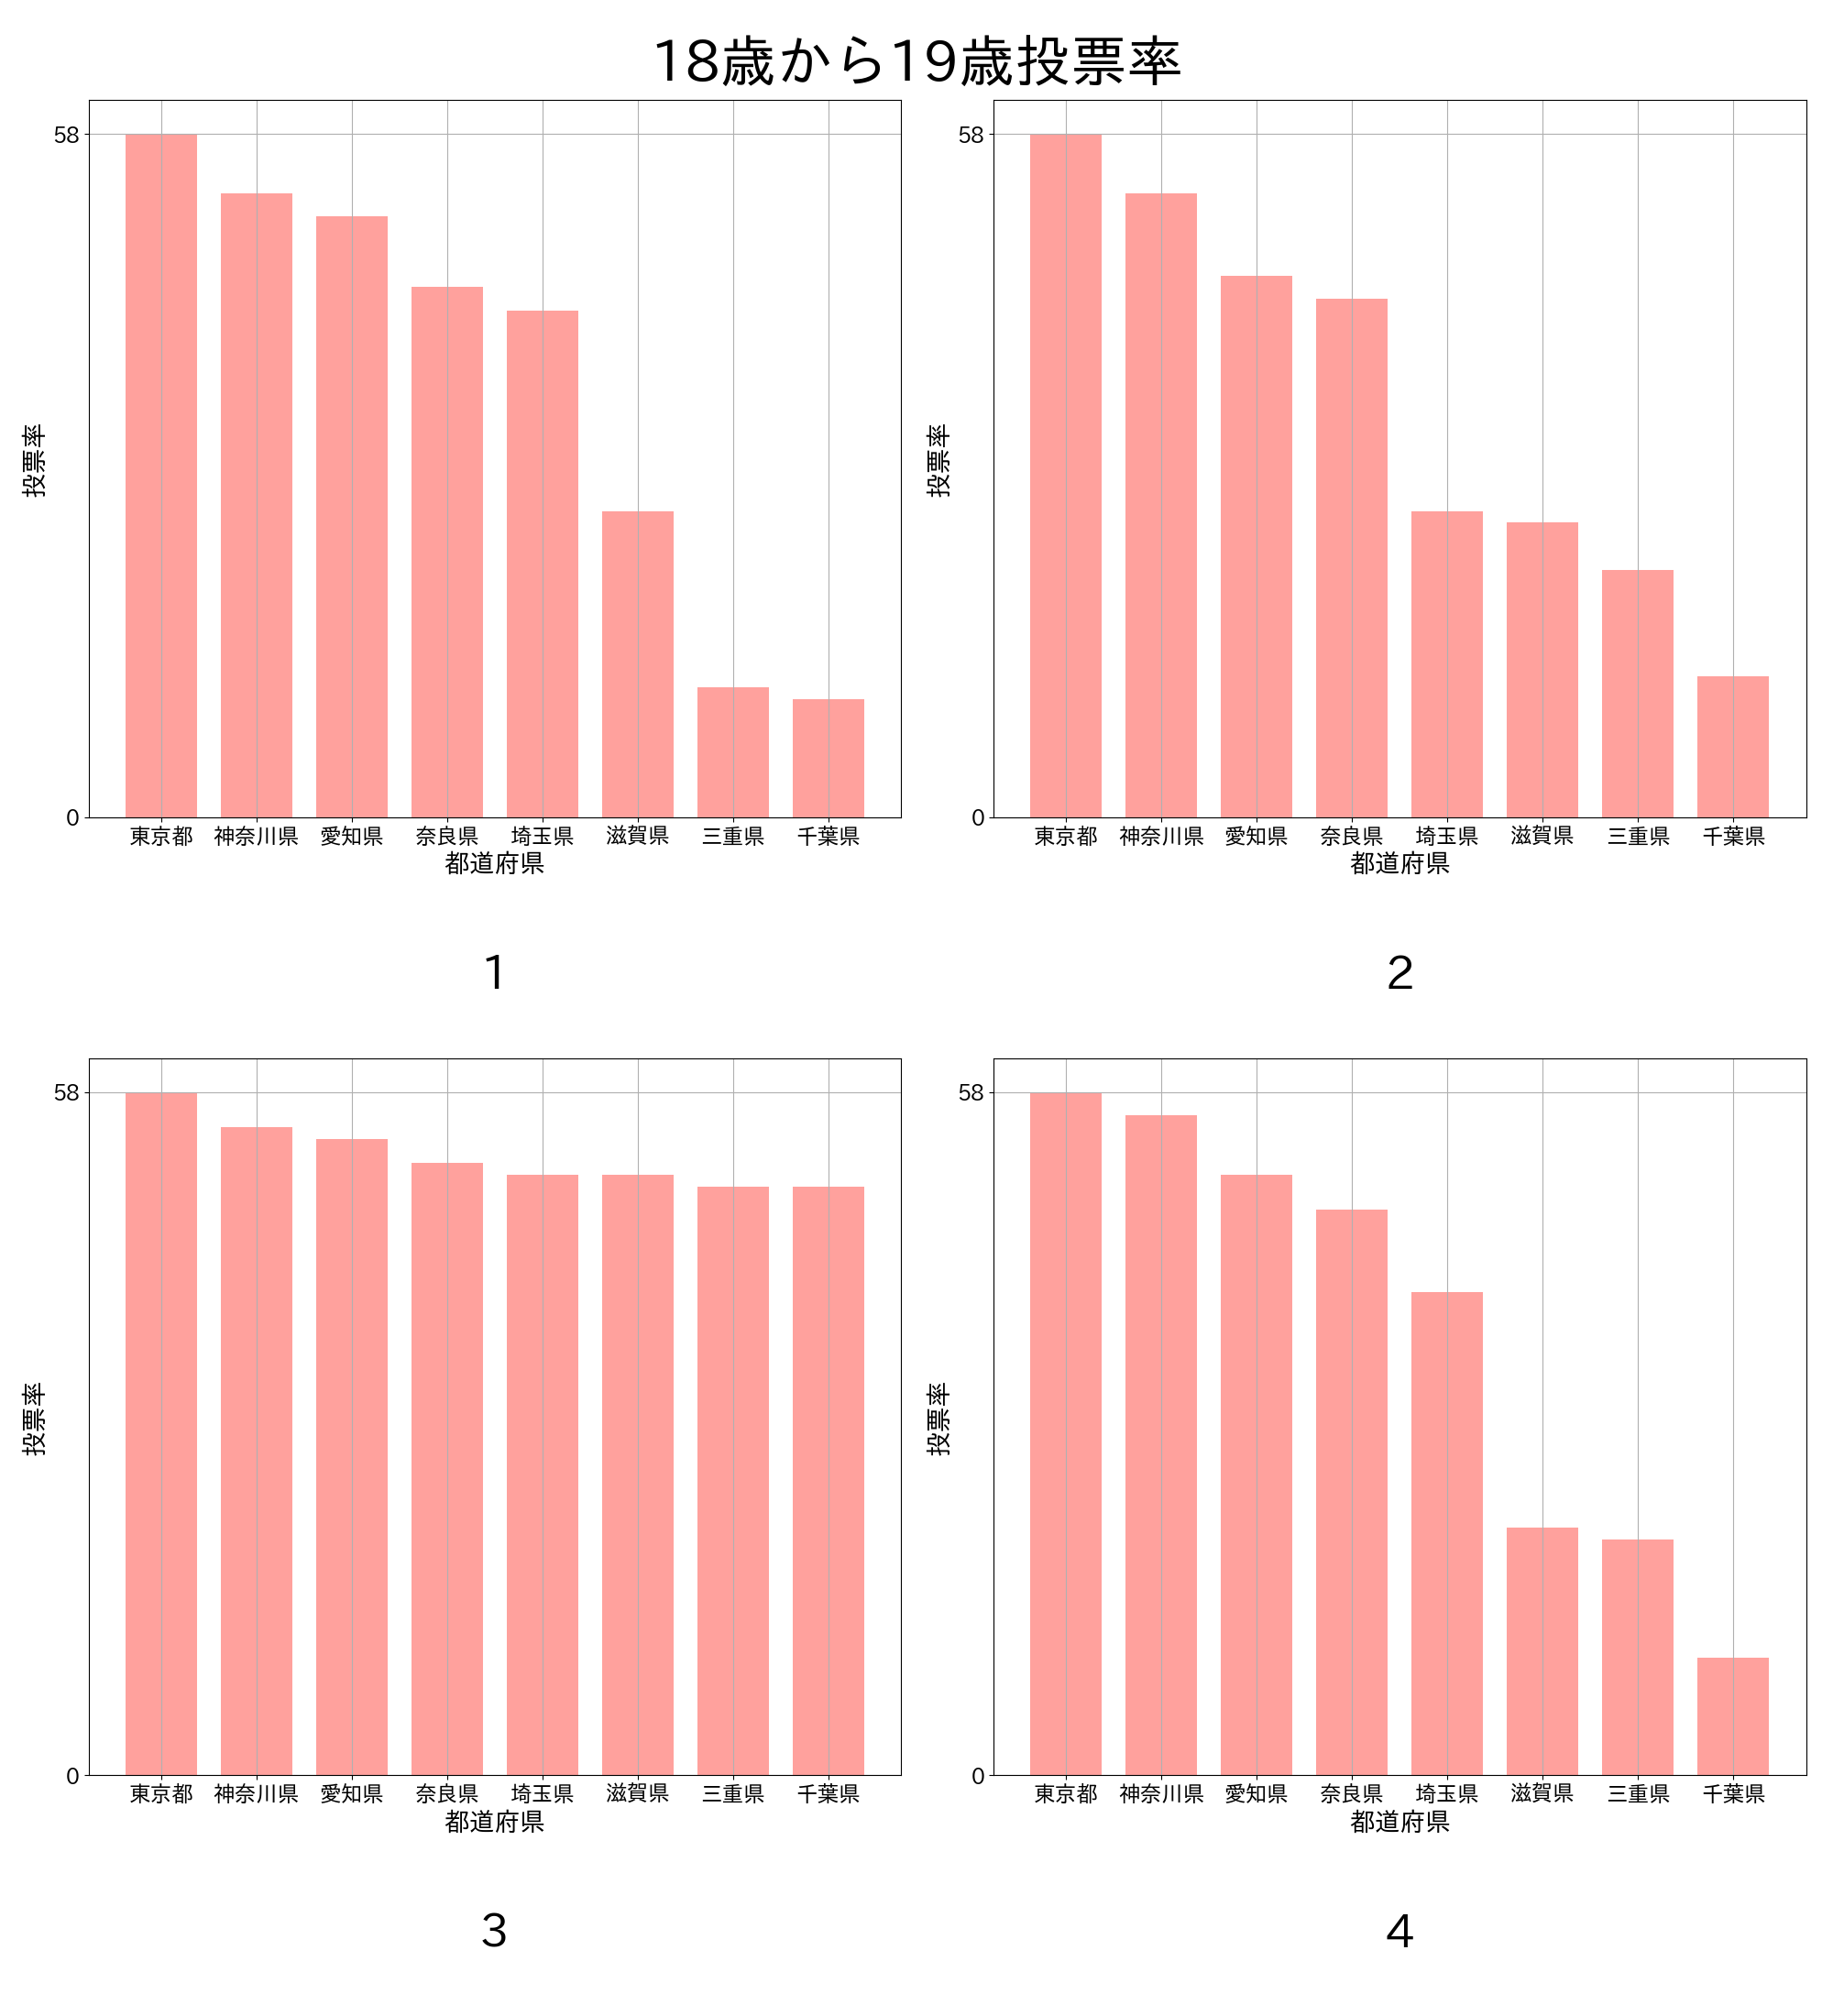 18歳から19歳投票率
58
0
投票率
東京都 神奈川県 愛知県 奈良県 埼玉県 滋賀県 三重県 千葉県
都道府県
1
58
0
投票率
東京都 神奈川県 愛知県 奈良県 埼玉県 滋賀県 三重県 千葉県
都道府県
2
58
0
投票率
東京都 神奈川県 愛知県 奈良県 埼玉県 滋賀県 三重県 千葉県
都道府県
3
58
0
投票率
東京都 神奈川県 愛知県 奈良県 埼玉県 滋賀県 三重県 千葉県
都道府県
4